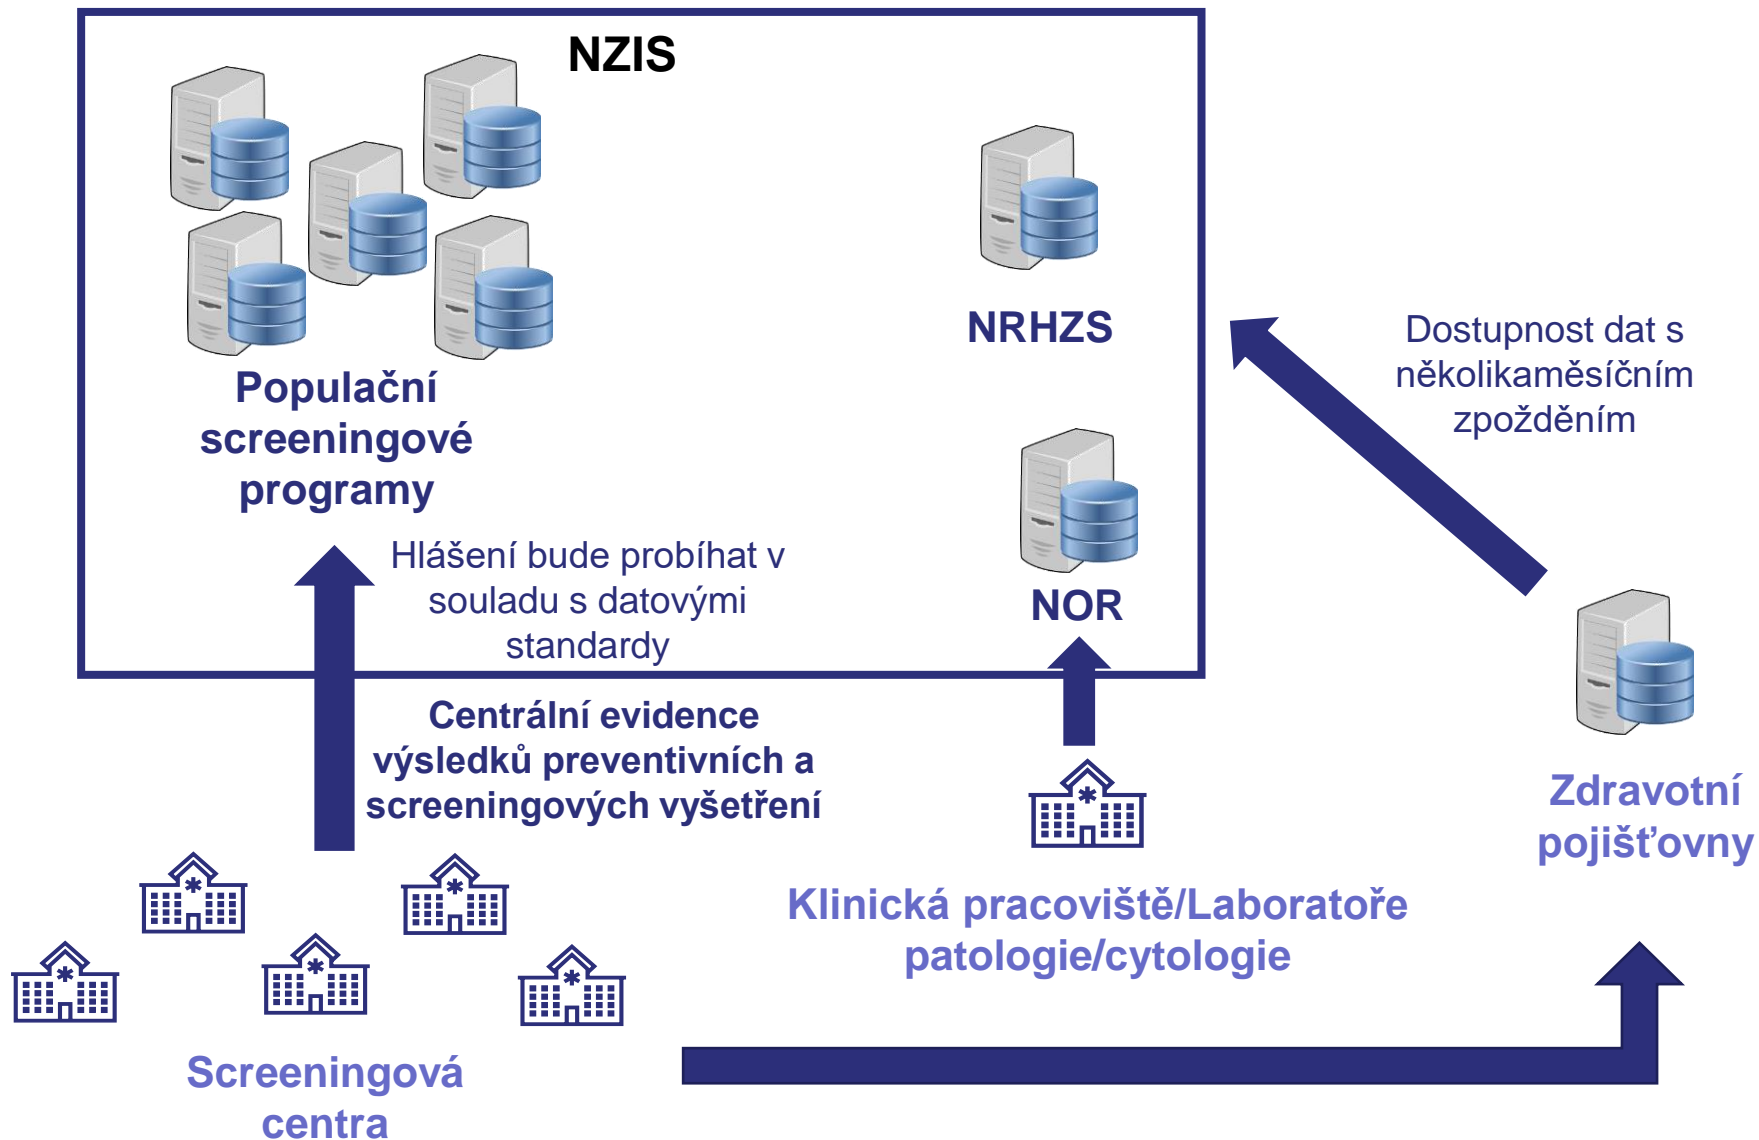 NZIS
Populační
screeningové
programy
NRHZS
Dostupnost dat s
několikaměsíčním
zpožděním
Hlášení bude probíhat v
souladu s datovými
standardy
NOR
Centrální evidence
výsledků preventivních a
screeningových vyšetření
Zdravotní
pojišťovny
Klinická pracoviště/Laboratoře
patologie/cytologie
Screeningová
centra